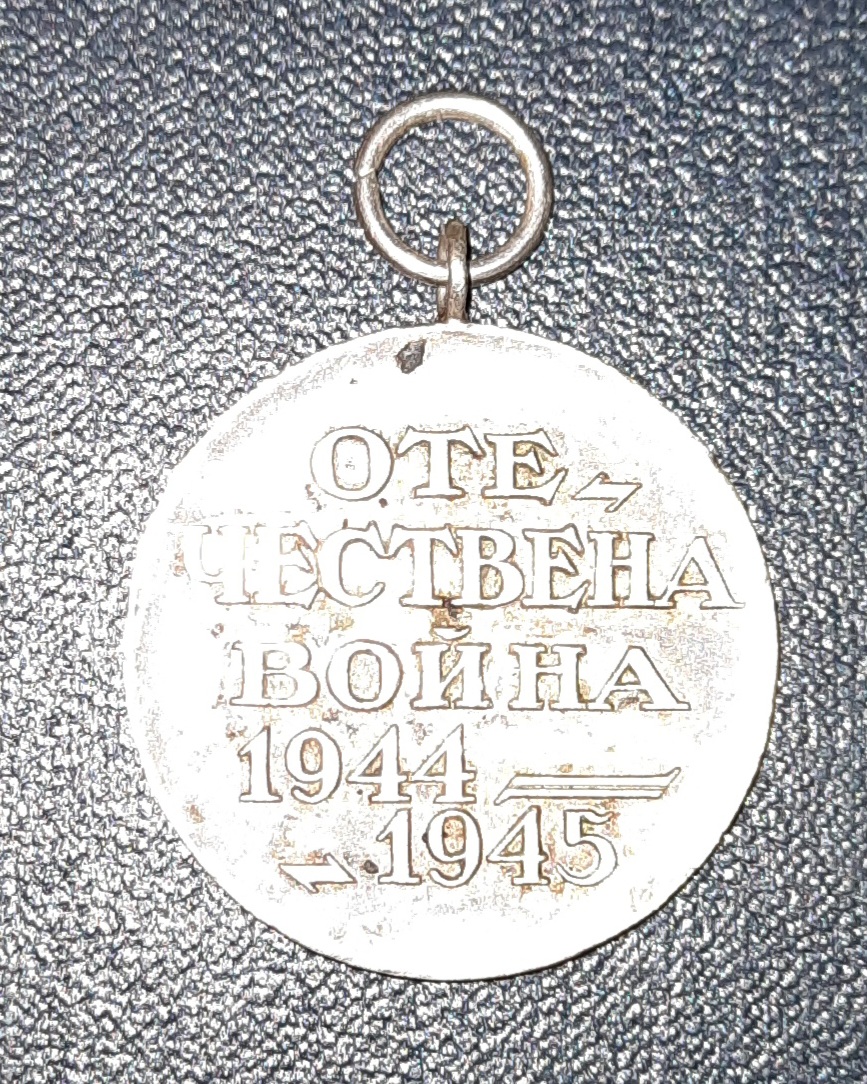 ОТЕ-
ЧЕСТВЕНА
ВОЙНА
1944-
-1945